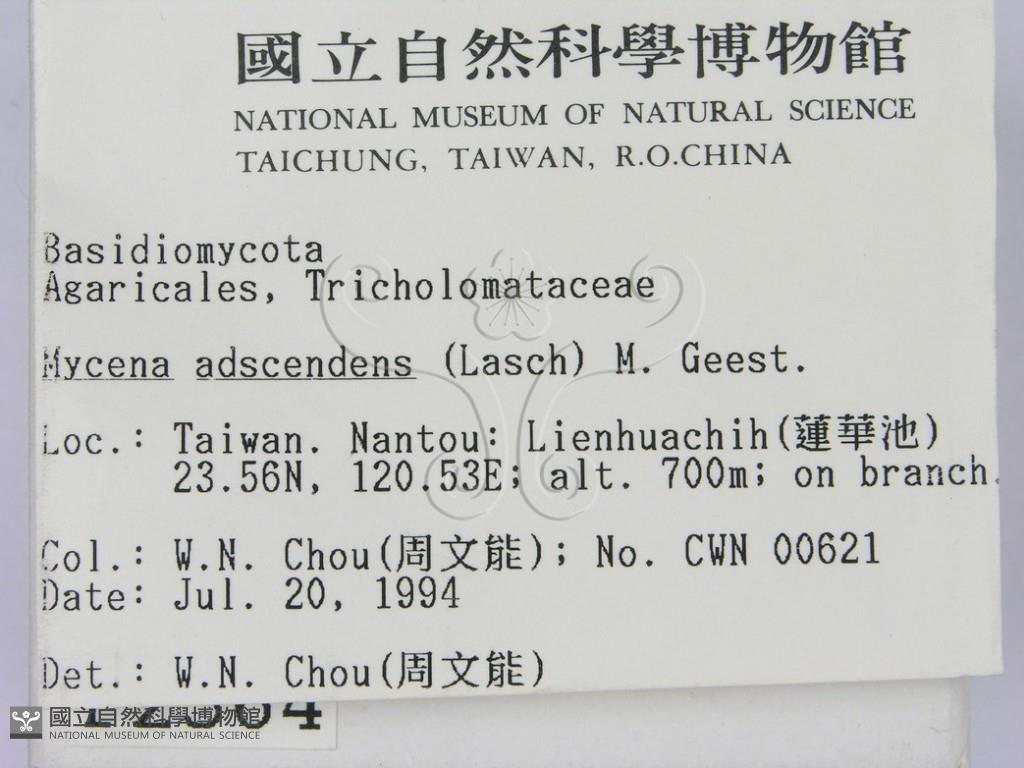 國立自然科學博物館
NATIONAL MUSEUM OF NATURAL SCIENCE
TAICHUNG, TAIWAN, R.O.CHINA
Basidiomycota
Agaricales, Tricholomataceae
Mycena adscendens (Lasch) M. Geest.
Loc.: Taiwan. Nantou: Lienhuachih(蓮華池)
23.56N, 120.53E; alt. 700m; on branch.
Col.: W.N. Chou(周文能); No. CWN 00621
Date: Jul. 20, 1994
Det.: W.N. Chou(周文能)
國立自然科學博物館
NATIONAL MUSEUM OF NATURAL SCIENCE